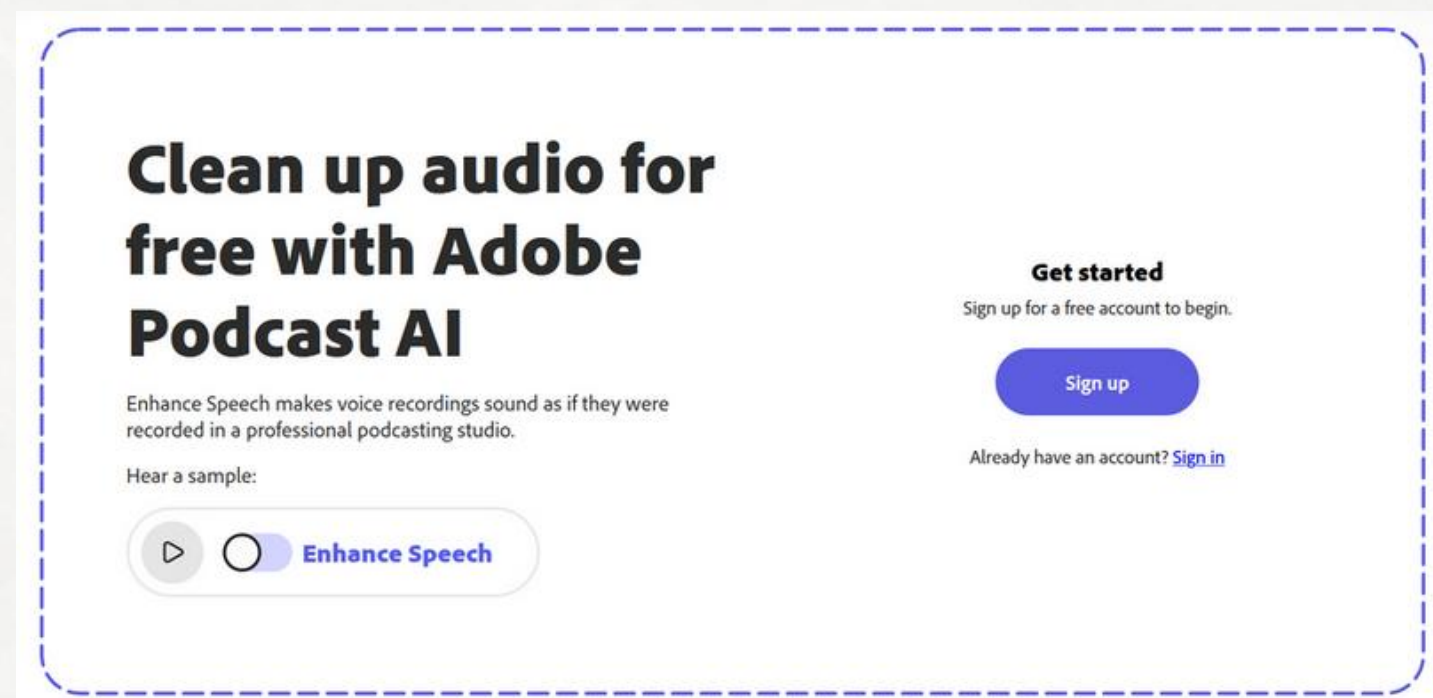 Clean up audio for
free with Adobe
Podcast AI
Enhance Speech makes voice recordings sound as if they were
recorded in a professional podcasting studio.
Hear a sample:
Enhance Speech
Get started
Sign up for a free account to begin.
Sign up
Already have an account? Sign in